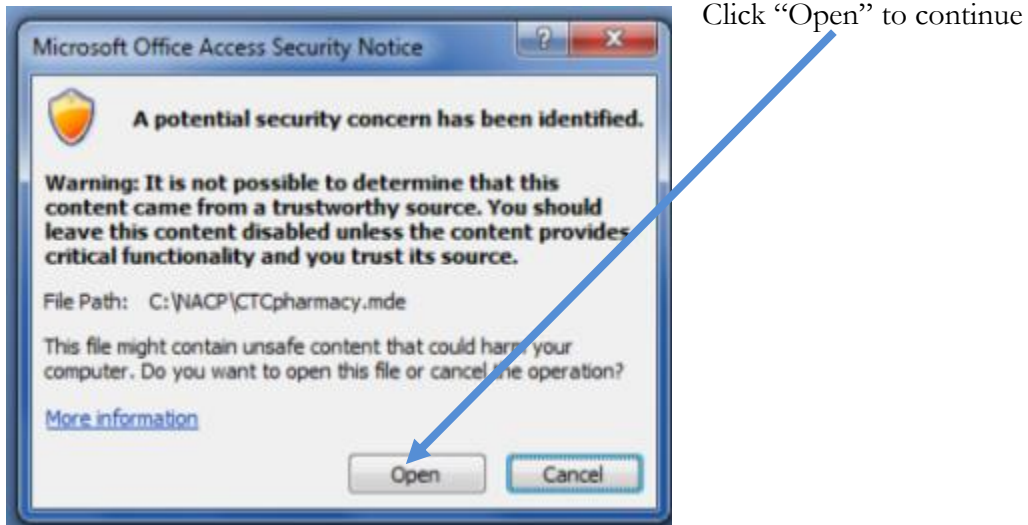 Click “Open” to continue
Microsoft Office Access Security Notice
A potential security concern has been identified.
Warning: It is not possible to determine that this
content came from a trustworthy source. You should
leave this content disabled unless the content provides
critical functionality and you trust its source.
File Path: C:\NACP\CTCpharmacy.mde
This file might contain unsafe content that could harm your
computer. Do you want to open this file or cancel the operation?
More information
Open Cancel